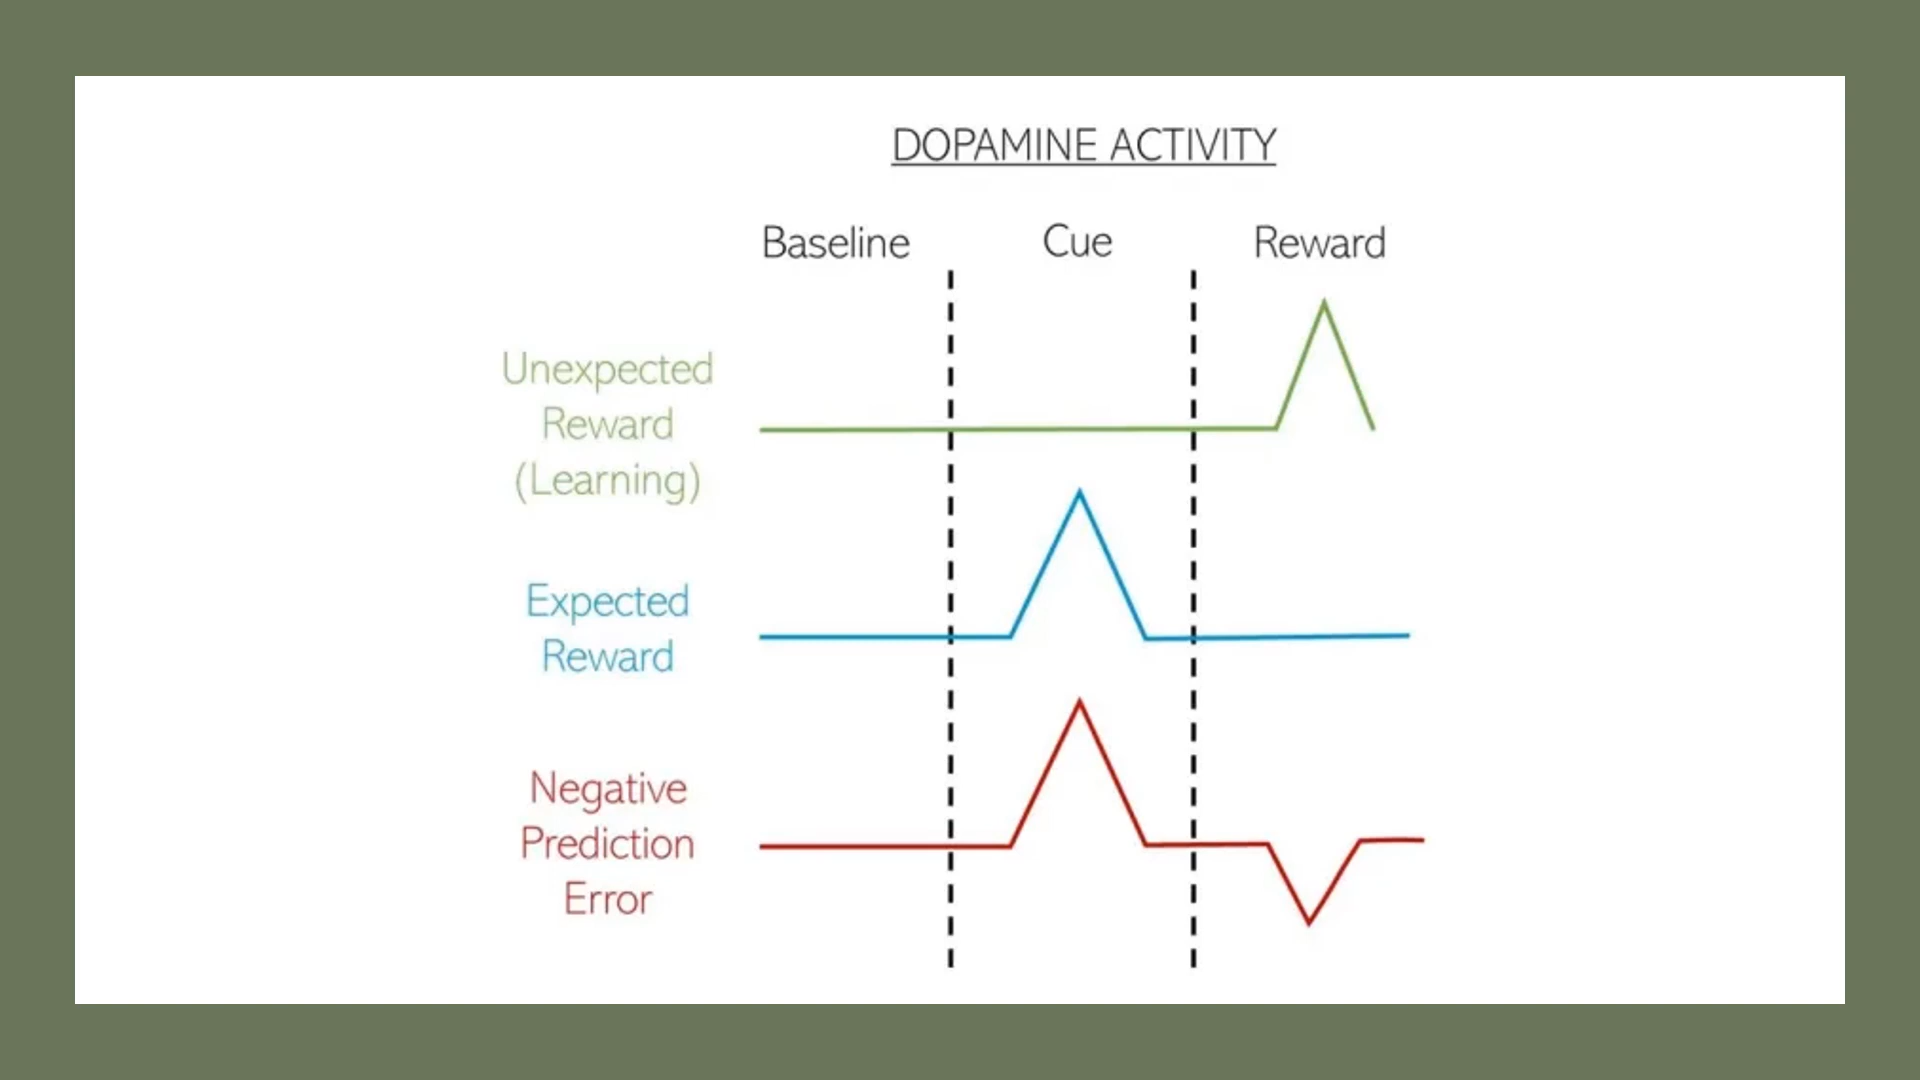 DOPAMINE ACTIVITY
Baseline Cue Reward
Unexpected
Reward
(Learning)
Expected
Reward
Negative
Prediction
Error